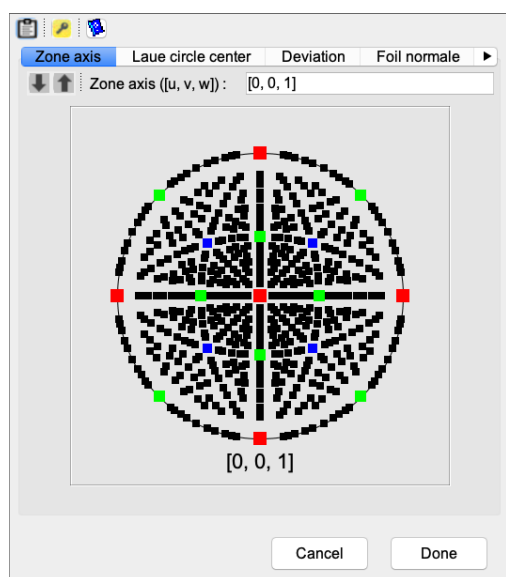 Zone axis Laue circle center Deviation Foil normale
Zone axis ([u, v, w]) : [0, 0, 1]
[0, 0, 1]
Cancel Done